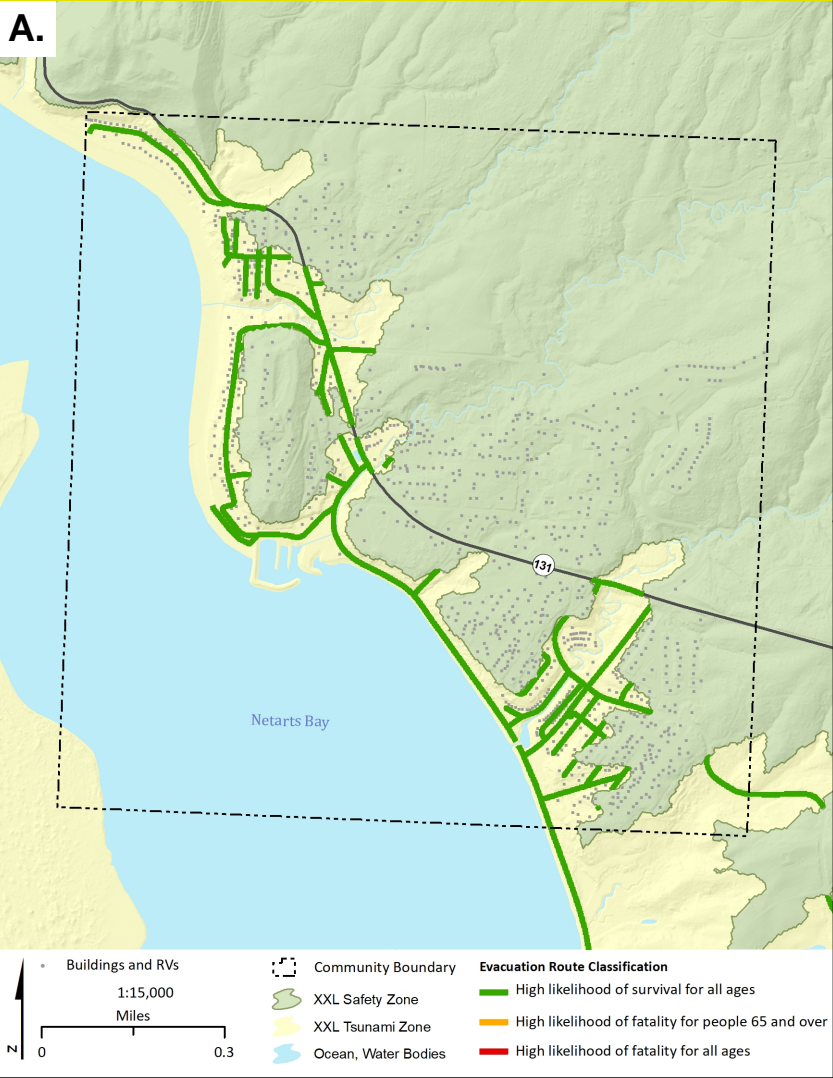 A.
131
Netarts Bay
Buildings and RVs
1:15,000
Miles
0
0.3
N
Community Boundary
XXL Safety Zone
XXL Tsunami Zone
Ocean, Water Bodies
Evacuation Route Classification
High likelihood of survival for all ages
High likelihood of fatality for people 65 and over
High likelihood of fatality for all ages